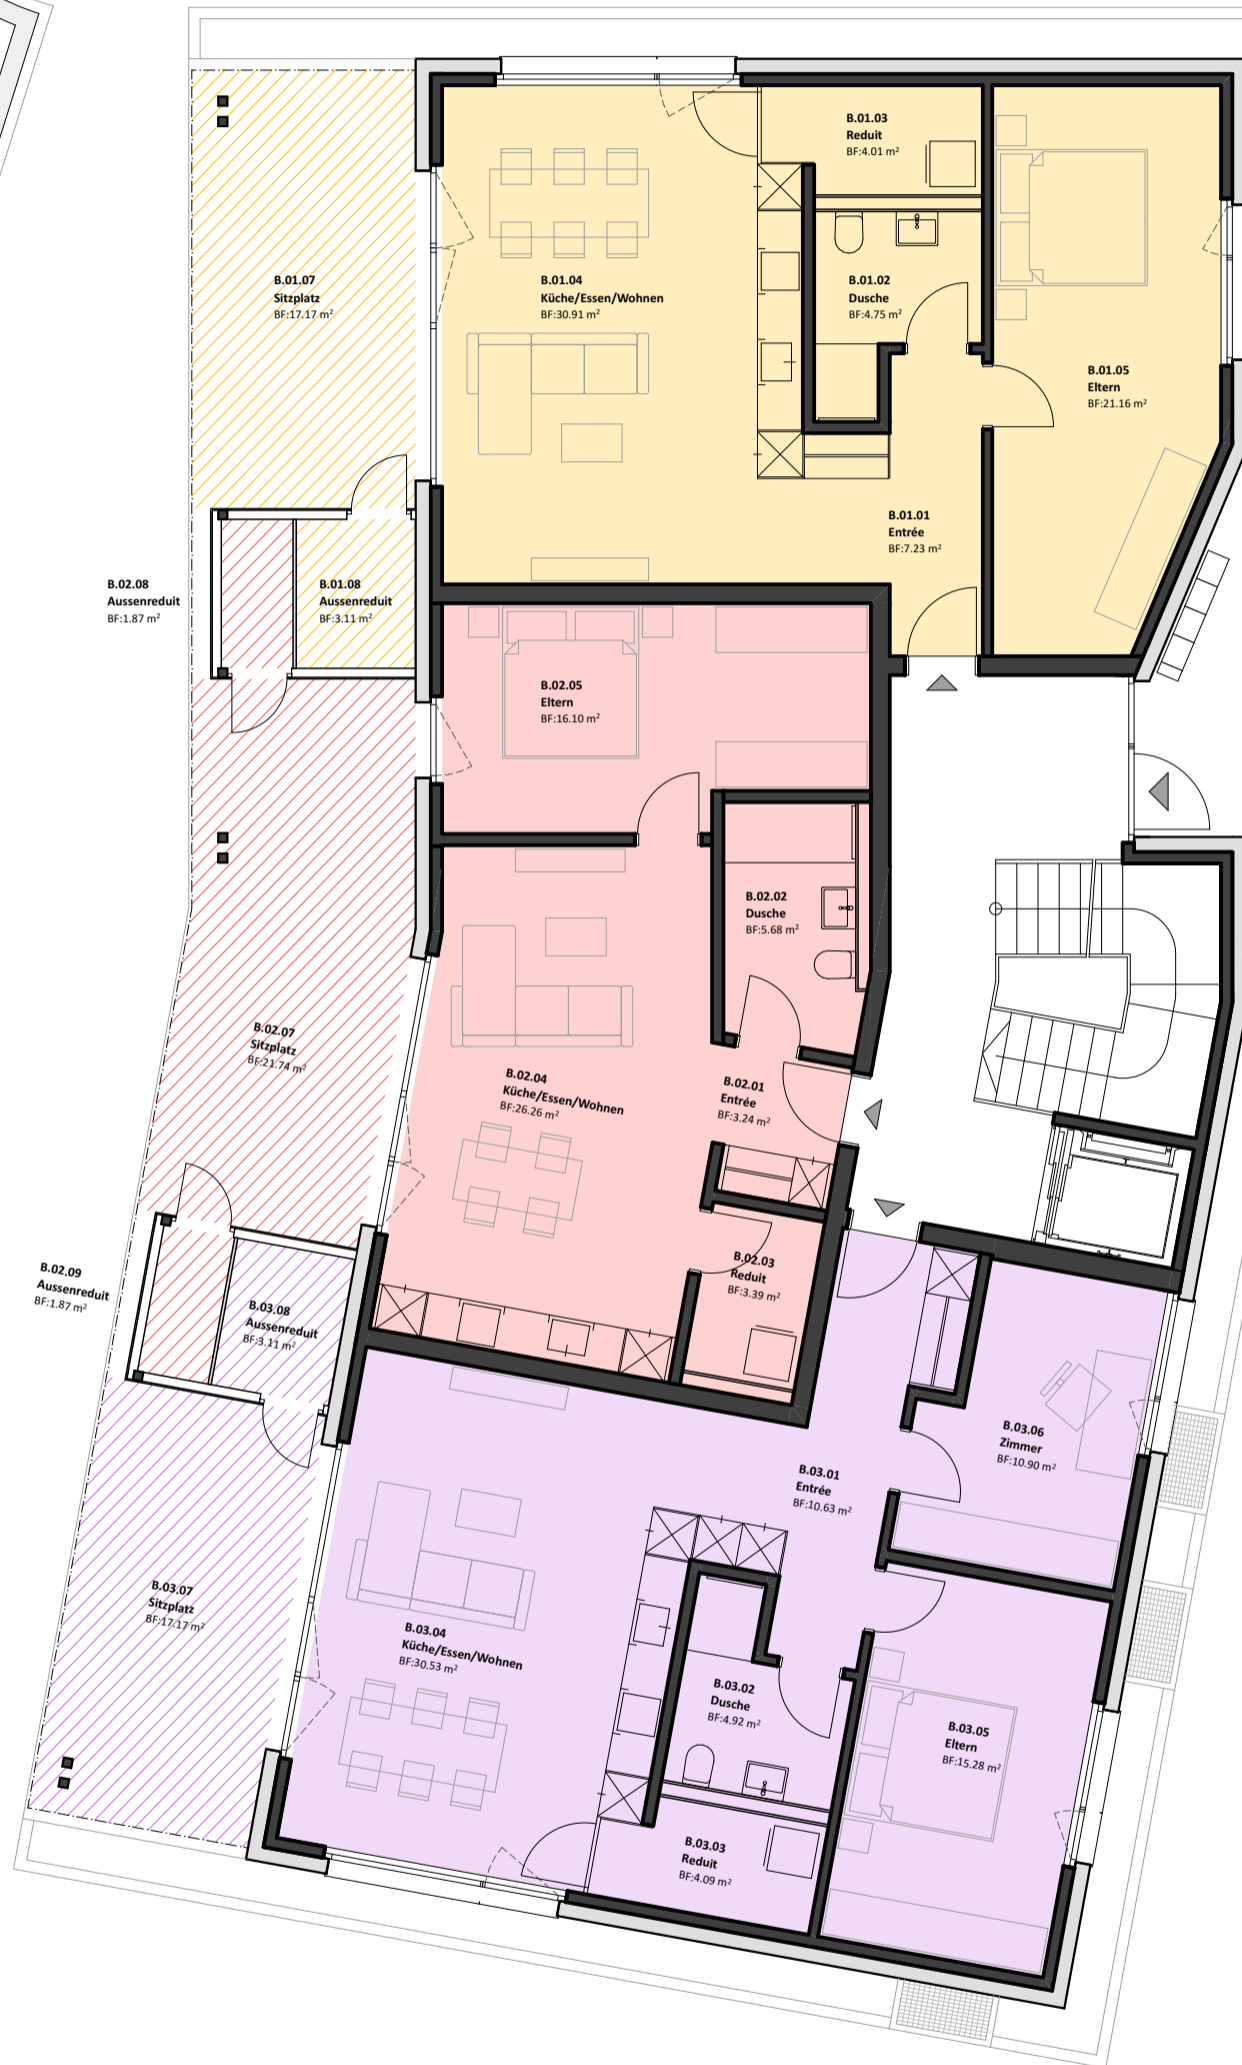 B.01.03
Reduit
BF:4.01 m²
B.01.07
Sitzplatz
BF:17.17 m²
B.01.04
Küche/Essen/Wohnen
BF:30.91 m²
B.01.02
Dusche
BF:4.75 m²
B.01.05
Eltern
BF:21.16 m²
B.01.01
Entrée
BF:7.23 m²
B.02.08
Aussenreduit
BF:1.87 m²
B.01.08
Aussenreduit
BF:3.11 m²
B.02.05
Eltern
BF:16.10 m²
B.02.02
Dusche
BF:5.68 m²
B.02.07
Sitzplatz
BF:21.74 m²
B.02.04
Küche/Essen/Wohnen
BF:26.26 m²
B.02.01
Entrée
BF:3.24 m²
B.02.03
Reduit
BF:3.39 m²
B.02.09
Aussenreduit
BF:1.87 m²
B.03.08
Aussenreduit
BF:3.11 m²
B.03.06
Zimmer
BF:10.90 m²
B.03.01
Entrée
BF:10.63 m²
B.03.07
Sitzplatz
BF:17.17 m²
B.03.04
Küche/Essen/Wohnen
BF:30.53 m²
B.03.02
Dusche
BF:4.92 m²
B.03.05
Eltern
BF:15.28 m²
B.03.03
Reduit
BF:4.09 m²